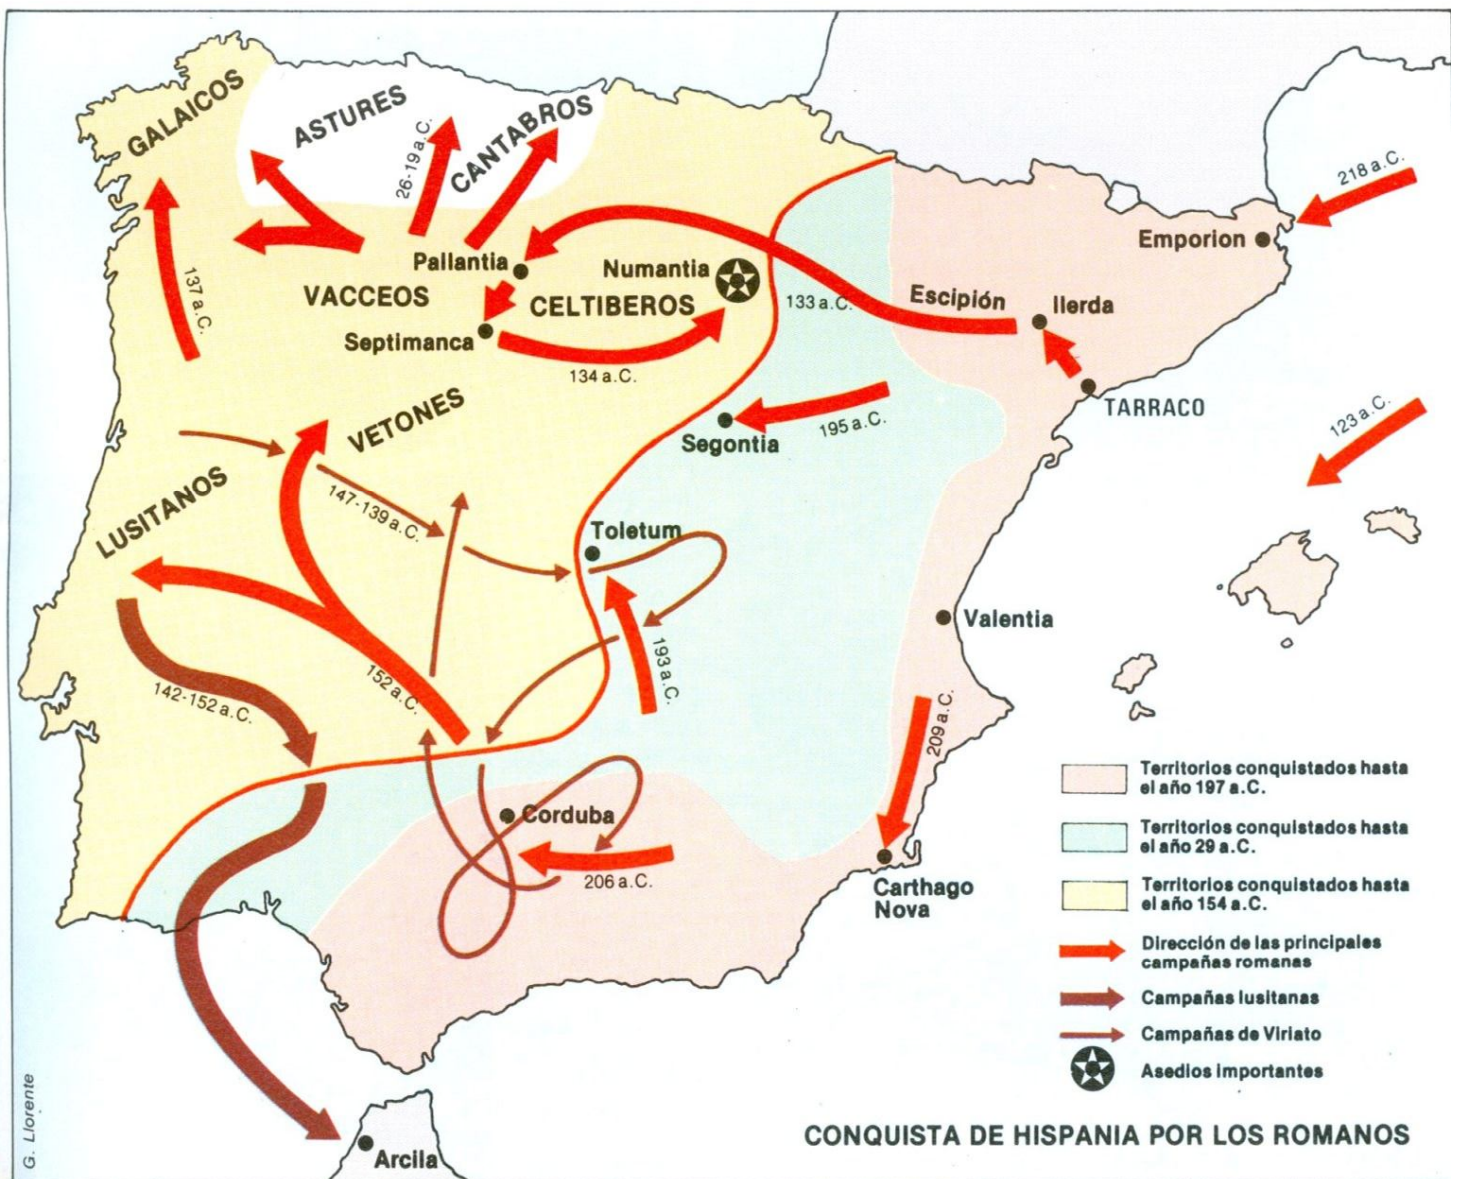 GALAICOS
ASTURES
26-19 a.C.
CANTABROS
218 a.C.
Emporion
137 a.C.
Pallantia
VACCEOS
Septimanca
Numantia
CELTIBEROS
134 a.C.
133 a.C.
Escipión
Ilerda
TARRACO
123 a.C.
195 a.C.
Segontia
VETONES
LUSITANOS
147-139 a.C.
Toletum
Valentia
193 a.C.
152 a.C.
142-152 a.C.
209 a.C.
Corduba
206 a.C.
Carthago
Nova
Arcila
Territorios conquistados hasta
el año 197 a.C.
Territorios conquistados hasta
el año 29 a.C.
Territorios conquistados hasta
el año 154 a.C.
Dirección de las principales
campañas romanas
Campañas lusitanas
Campañas de Viriato
Asedios importantes
CONQUISTA DE HISPANIA POR LOS ROMANOS
G. Llorente